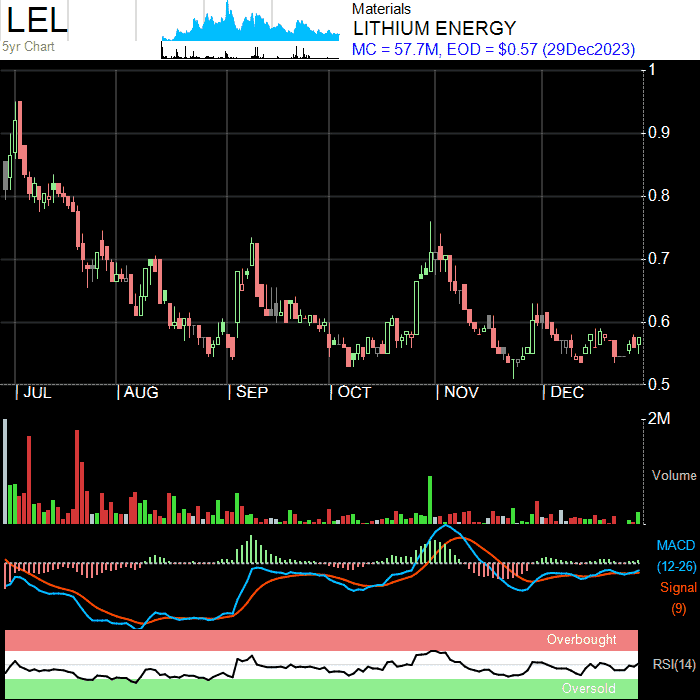 LEL
5yr Chart
Materials
LITHIUM ENERGY
MC = 57.7M, EOD = $0.57 (29Dec2023)
1
0.9
0.8
0.7
0.6
0.5
JUL AUG SEP OCT NOV DEC
2M
Volume
MACD
(12-26)
Signal
(9)
Overbought
RSI(14)
Oversold